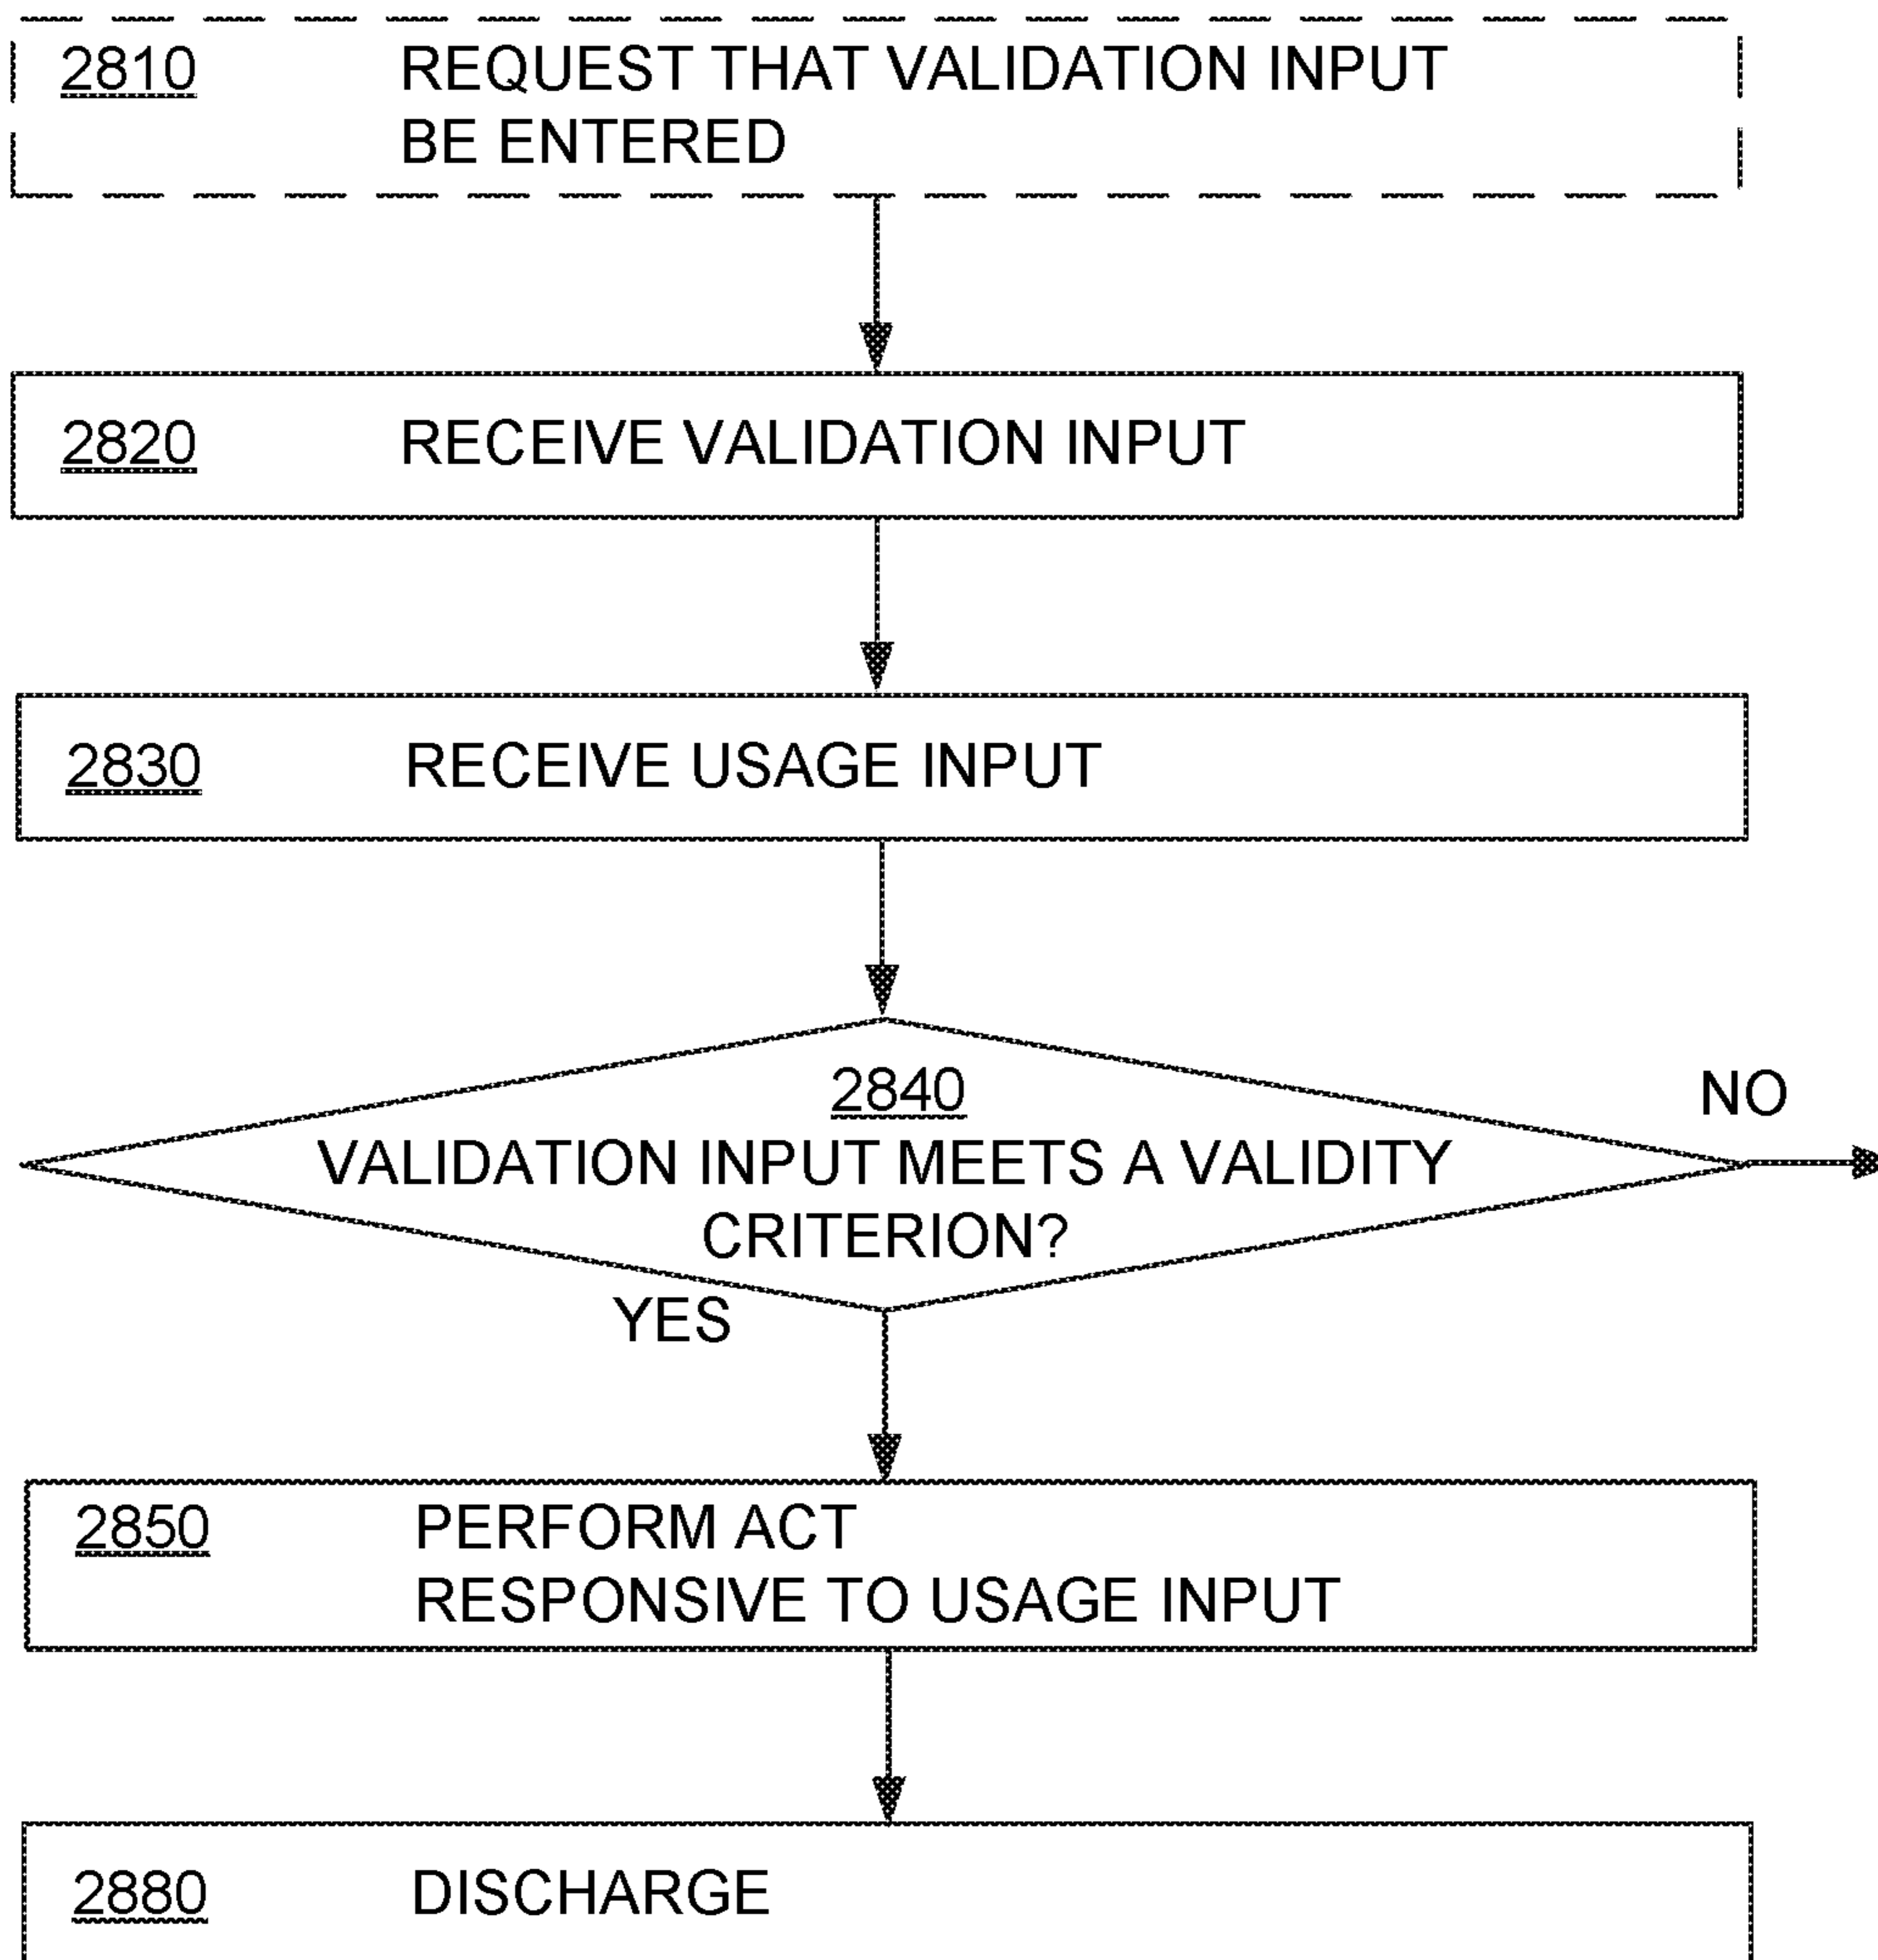 2810 REQUEST THAT VALIDATION INPUT
BE ENTERED
2820 RECEIVE VALIDATION INPUT
2830 RECEIVE USAGE INPUT
2840
NO
VALIDATION INPUT MEETS A VALIDITY
CRITERION?
YES
2850 PERFORM ACT
RESPONSIVE TO USAGE INPUT
2880 DISCHARGE